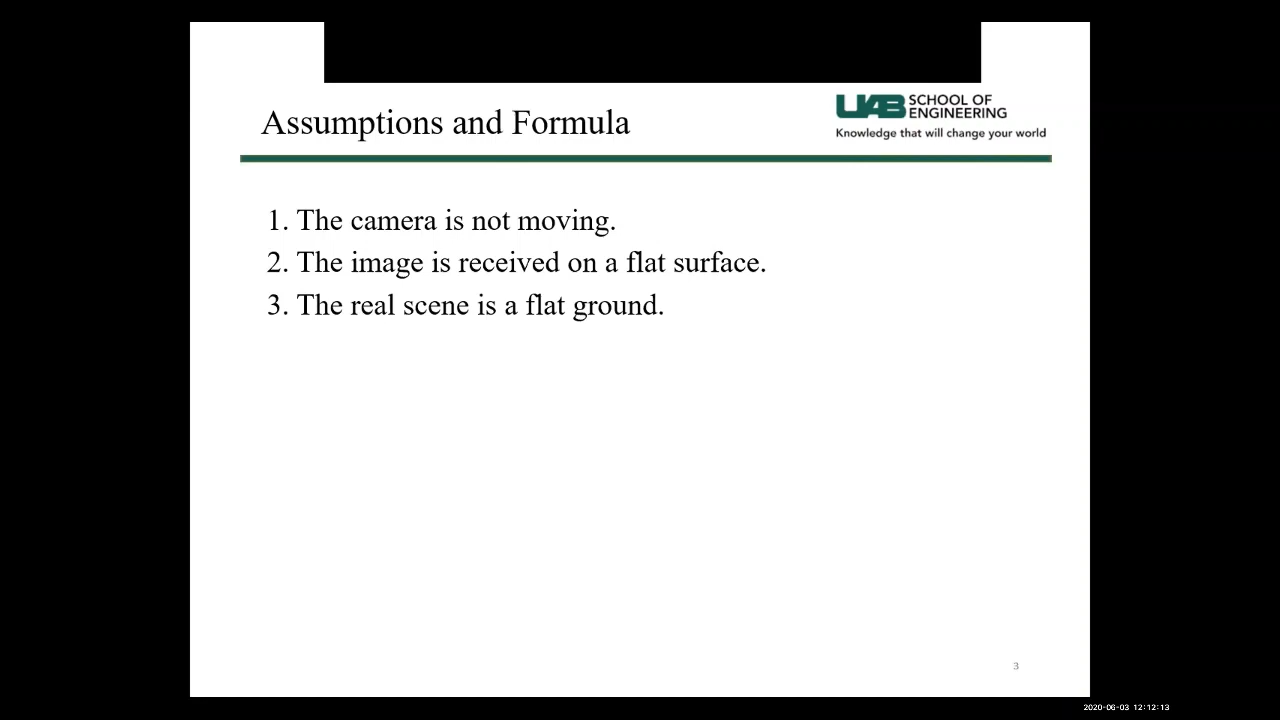 Assumptions and Formula
UAB SCHOOL OF
ENGINEERING
Knowledge that will change your world
1. The camera is not moving.
2. The image is received on a flat surface.
3. The real scene is a flat ground.
3
2020-06-03 12:12:13